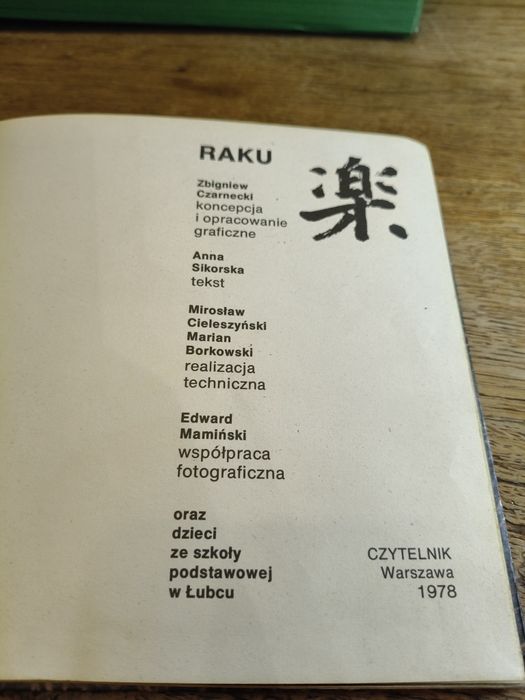 RAKU
楽
Zbigniew
Czarnecki
koncepcja
i opracowanie
graficzne
Anna
Sikorska
tekst
Mirosław
Cieleszyński
Marian
Borkowski
realizacja
techniczna
Edward
Mamiński
współpraca
fotograficzna
oraz
dzieci
ze szkoły
podstawowej
w Łubcu
CZYTELNIK
Warszawa
1978